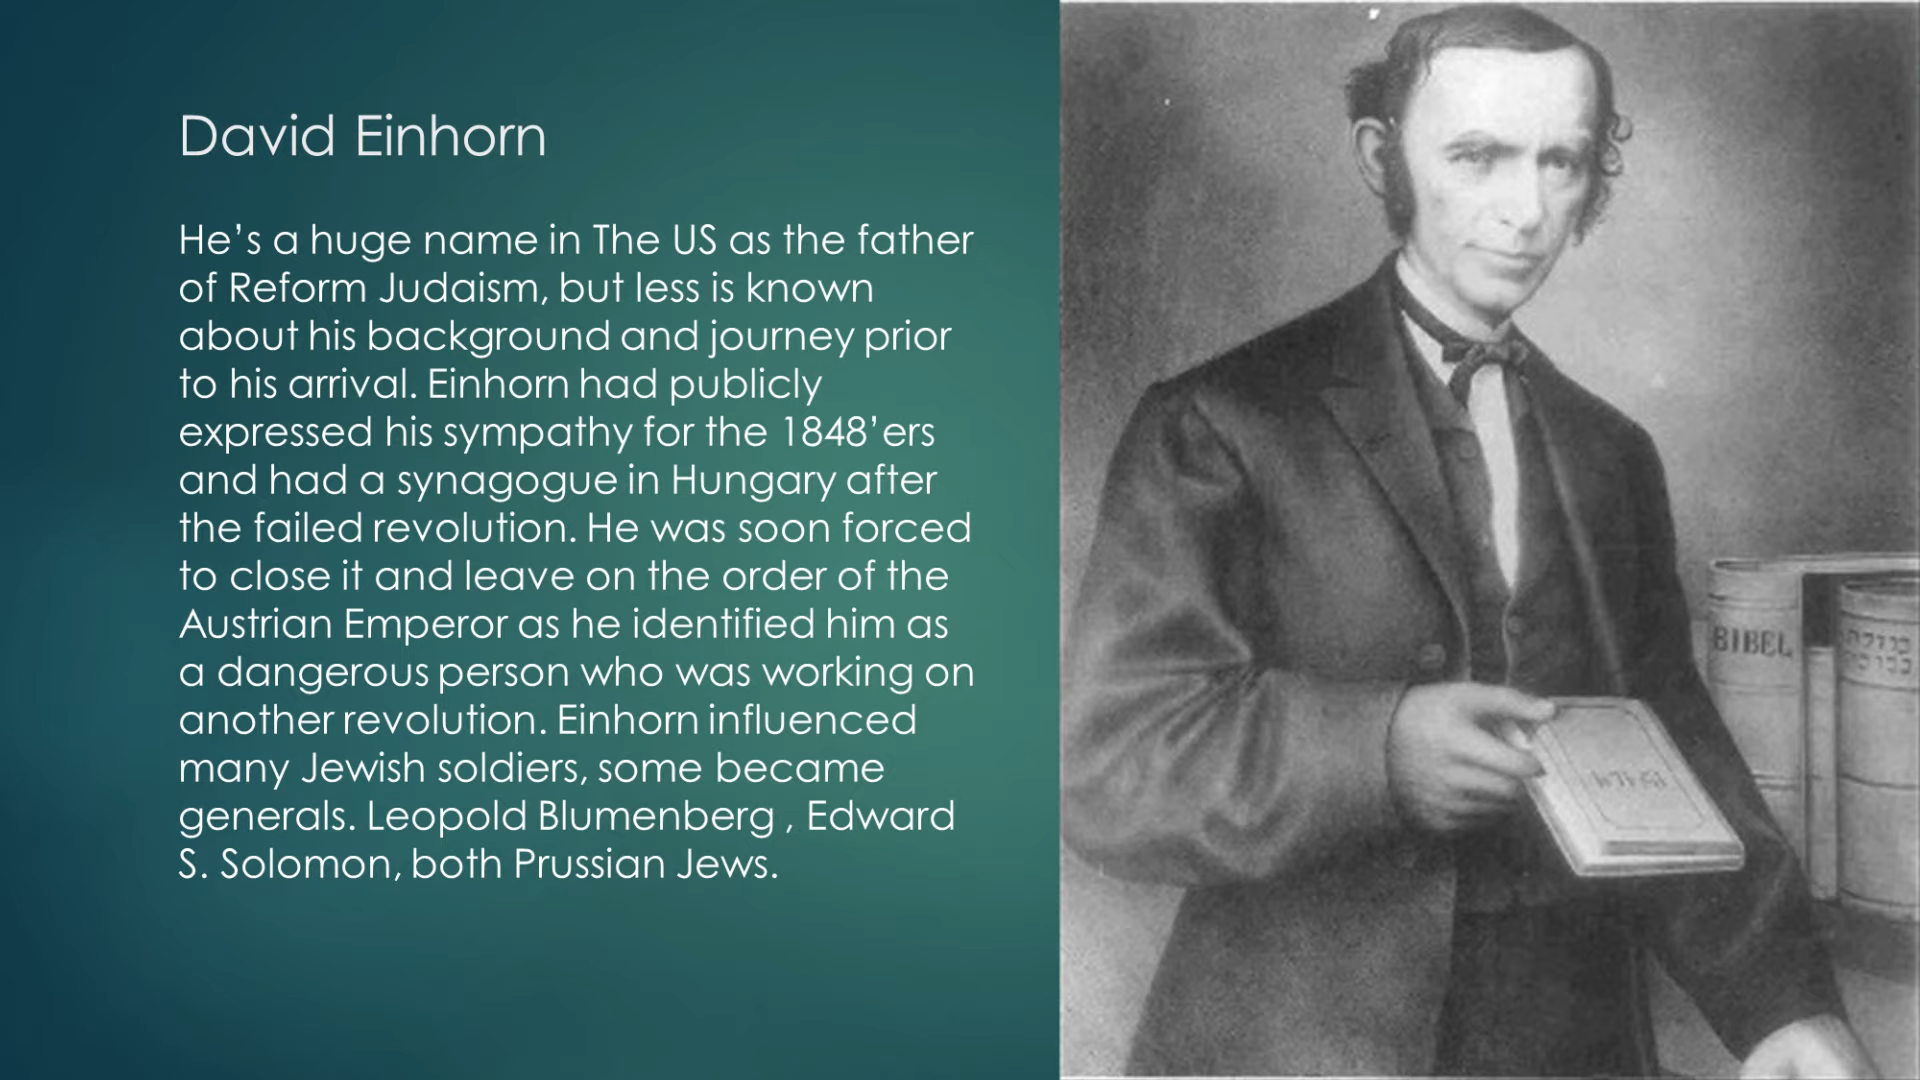 David Einhorn
He’s a huge name in The US as the father
of Reform Judaism, but less is known
about his background and journey prior
to his arrival. Einhorn had publicly
expressed his sympathy for the 1848’ers
and had a synagogue in Hungary after
the failed revolution. He was soon forced
to close it and leave on the order of the
Austrian Emperor as he identified him as
a dangerous person who was working on
another revolution. Einhorn influenced
many Jewish soldiers, some became
generals. Leopold Blumenberg , Edward
S. Solomon, both Prussian Jews.
BIBEL